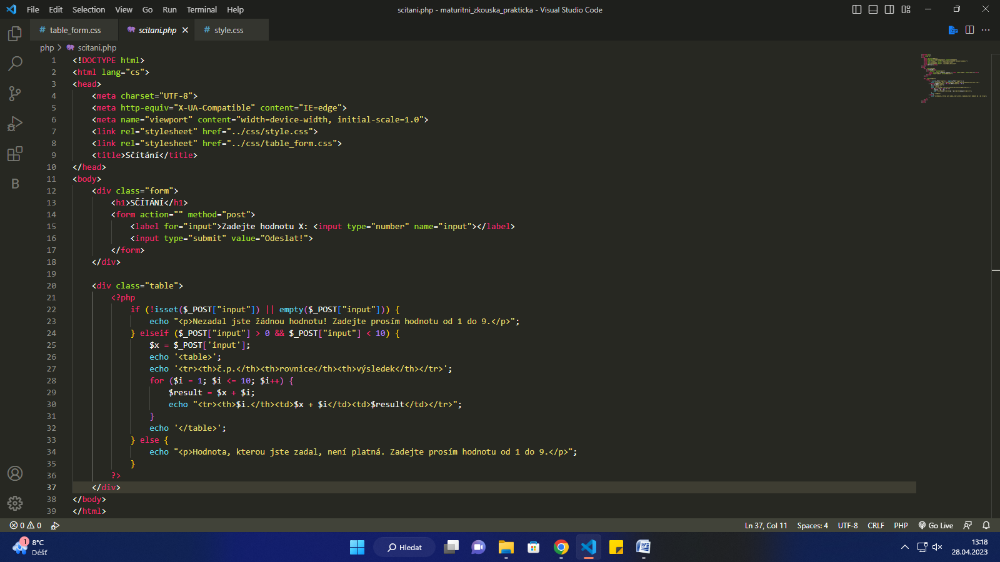 File Edit Selection View Go Run Terminal Help
scitani.php - maturitni_zkouska_prakticka - Visual Studio Code
# table_form.css
scitani.php
# style.css
php > scitani.php
1 <!DOCTYPE html>
2 <html lang="cs">
3 <head>
4     <meta charset="UTF-8">
5     <meta http-equiv="X-UA-Compatible" content="IE=edge">
6     <meta name="viewport" content="width=device-width, initial-scale=1.0">
7     <link rel="stylesheet" href="../css/style.css">
8     <link rel="stylesheet" href="../css/table_form.css">
9     <title>Sčítání</title>
10 </head>
11 <body>
12     <div class="form">
13         <h1>SČÍTÁNÍ</h1>
14         <form action="" method="post">
15             <label for="input">Zadejte hodnotu X: <input type="number" name="input"></label>
16             <input type="submit" value="Odeslat!">
17         </form>
18     </div>
19
20     <div class="table">
21         <?php
22             if (!isset($_POST["input"]) || empty($_POST["input"])) {
23                 echo "<p>Nezadal jste žádnou hodnotu! Zadejte prosím hodnotu od 1 do 9.</p>";
24             } elseif ($_POST["input"] > 0 && $_POST["input"] < 10) {
25                 $x = $_POST['input'];
26                 echo '<table>';
27                 echo '<tr><th>č.p.</th><th>rovnice</th><th>výsledek</th></tr>';
28                 for ($i = 1; $i <= 10; $i++) {
29                     $result = $x + $i;
30                     echo "<tr><th>$i.</th><td>$x + $i</td><td>$result</td></tr>";
31                 }
32                 echo '</table>';
33             } else {
34                 echo "<p>Hodnota, kterou jste zadal, není platná. Zadejte prosím hodnotu od 1 do 9.</p>";
35             }
36         ?>
37     </div>
38 </body>
39 </html>
B
0 0
Ln 37, Col 11 Spaces: 4 UTF-8 CRLF PHP Go Live
1
8°C
Déšť
Hledat
13:18
28.04.2023